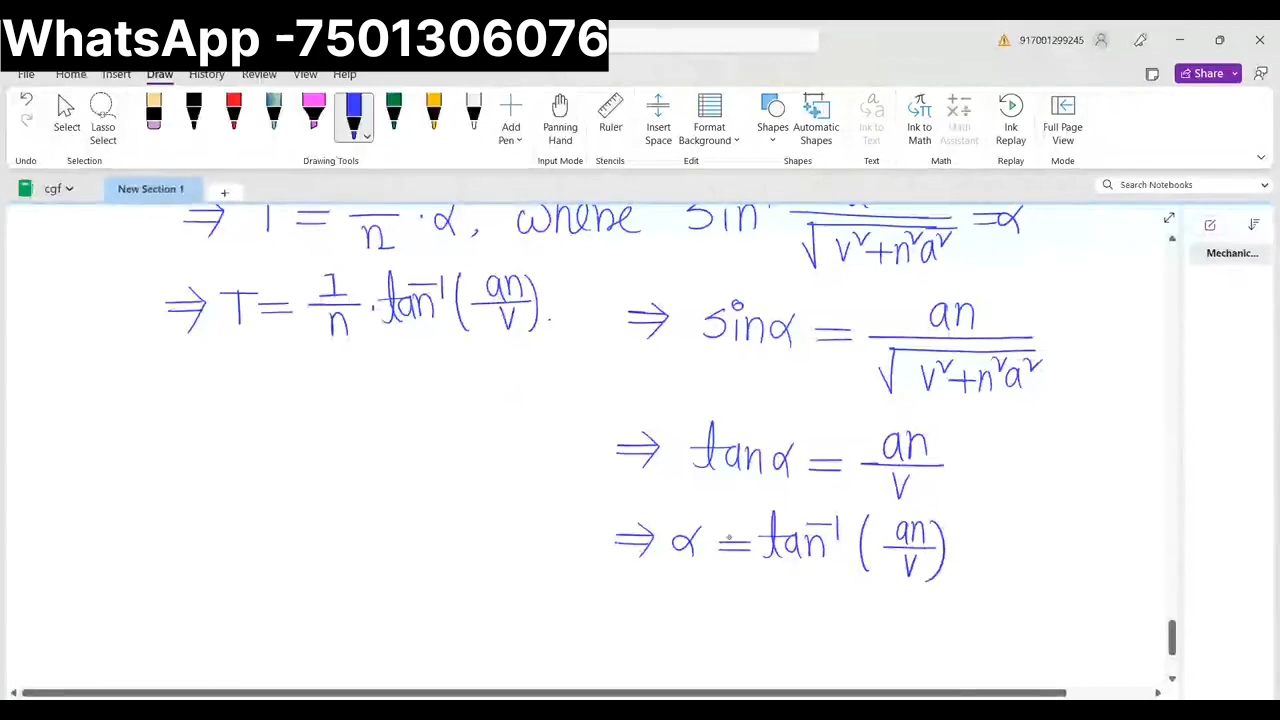 WhatsApp -7501306076
917001299245
File Home Insert Draw History Review View Help
Share
Undo
Select
Lasso Select
Selection
Drawing Tools
Add Pen
Panning Hand
Input Mode
Ruler
Stencils
Insert Space
Format Background
Edit
Shapes
Automatic Shapes
Shapes
Ink to Text
Text
Ink to Math
Math Assistant
Math
Ink Replay
Replay
Full Page View
Mode
cgf
New Section 1
+
Search Notebooks
Mechanic...
⇒ T = /n · α, where sin⁻¹ /√(v²+n²a²) = α
⇒ T = 1/n · tan⁻¹ (an/v).
⇒ sinα = an/√(v²+n²a²)
⇒ tanα = an/v
⇒ α = tan⁻¹ (an/v)